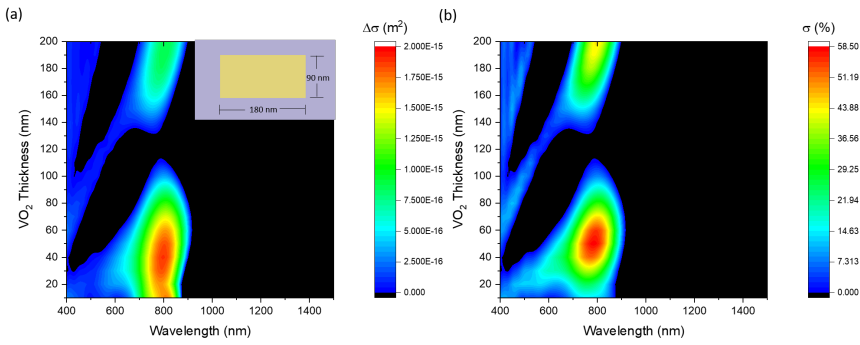 (a)
Δσ (m²)
(b)
σ (%)
200
180
160
140
120
100
80
60
40
20
VO₂ Thickness (nm)
400 600 800 1000 1200 1400
Wavelength (nm)
90 nm
180 nm
2.000E-15
1.750E-15
1.500E-15
1.250E-15
1.000E-15
7.500E-16
5.000E-16
2.500E-16
0.000
200
180
160
140
120
100
80
60
40
20
VO₂ Thickness (nm)
400 600 800 1000 1200 1400
Wavelength (nm)
58.50
51.19
43.88
36.56
29.25
21.94
14.63
7.313
0.000